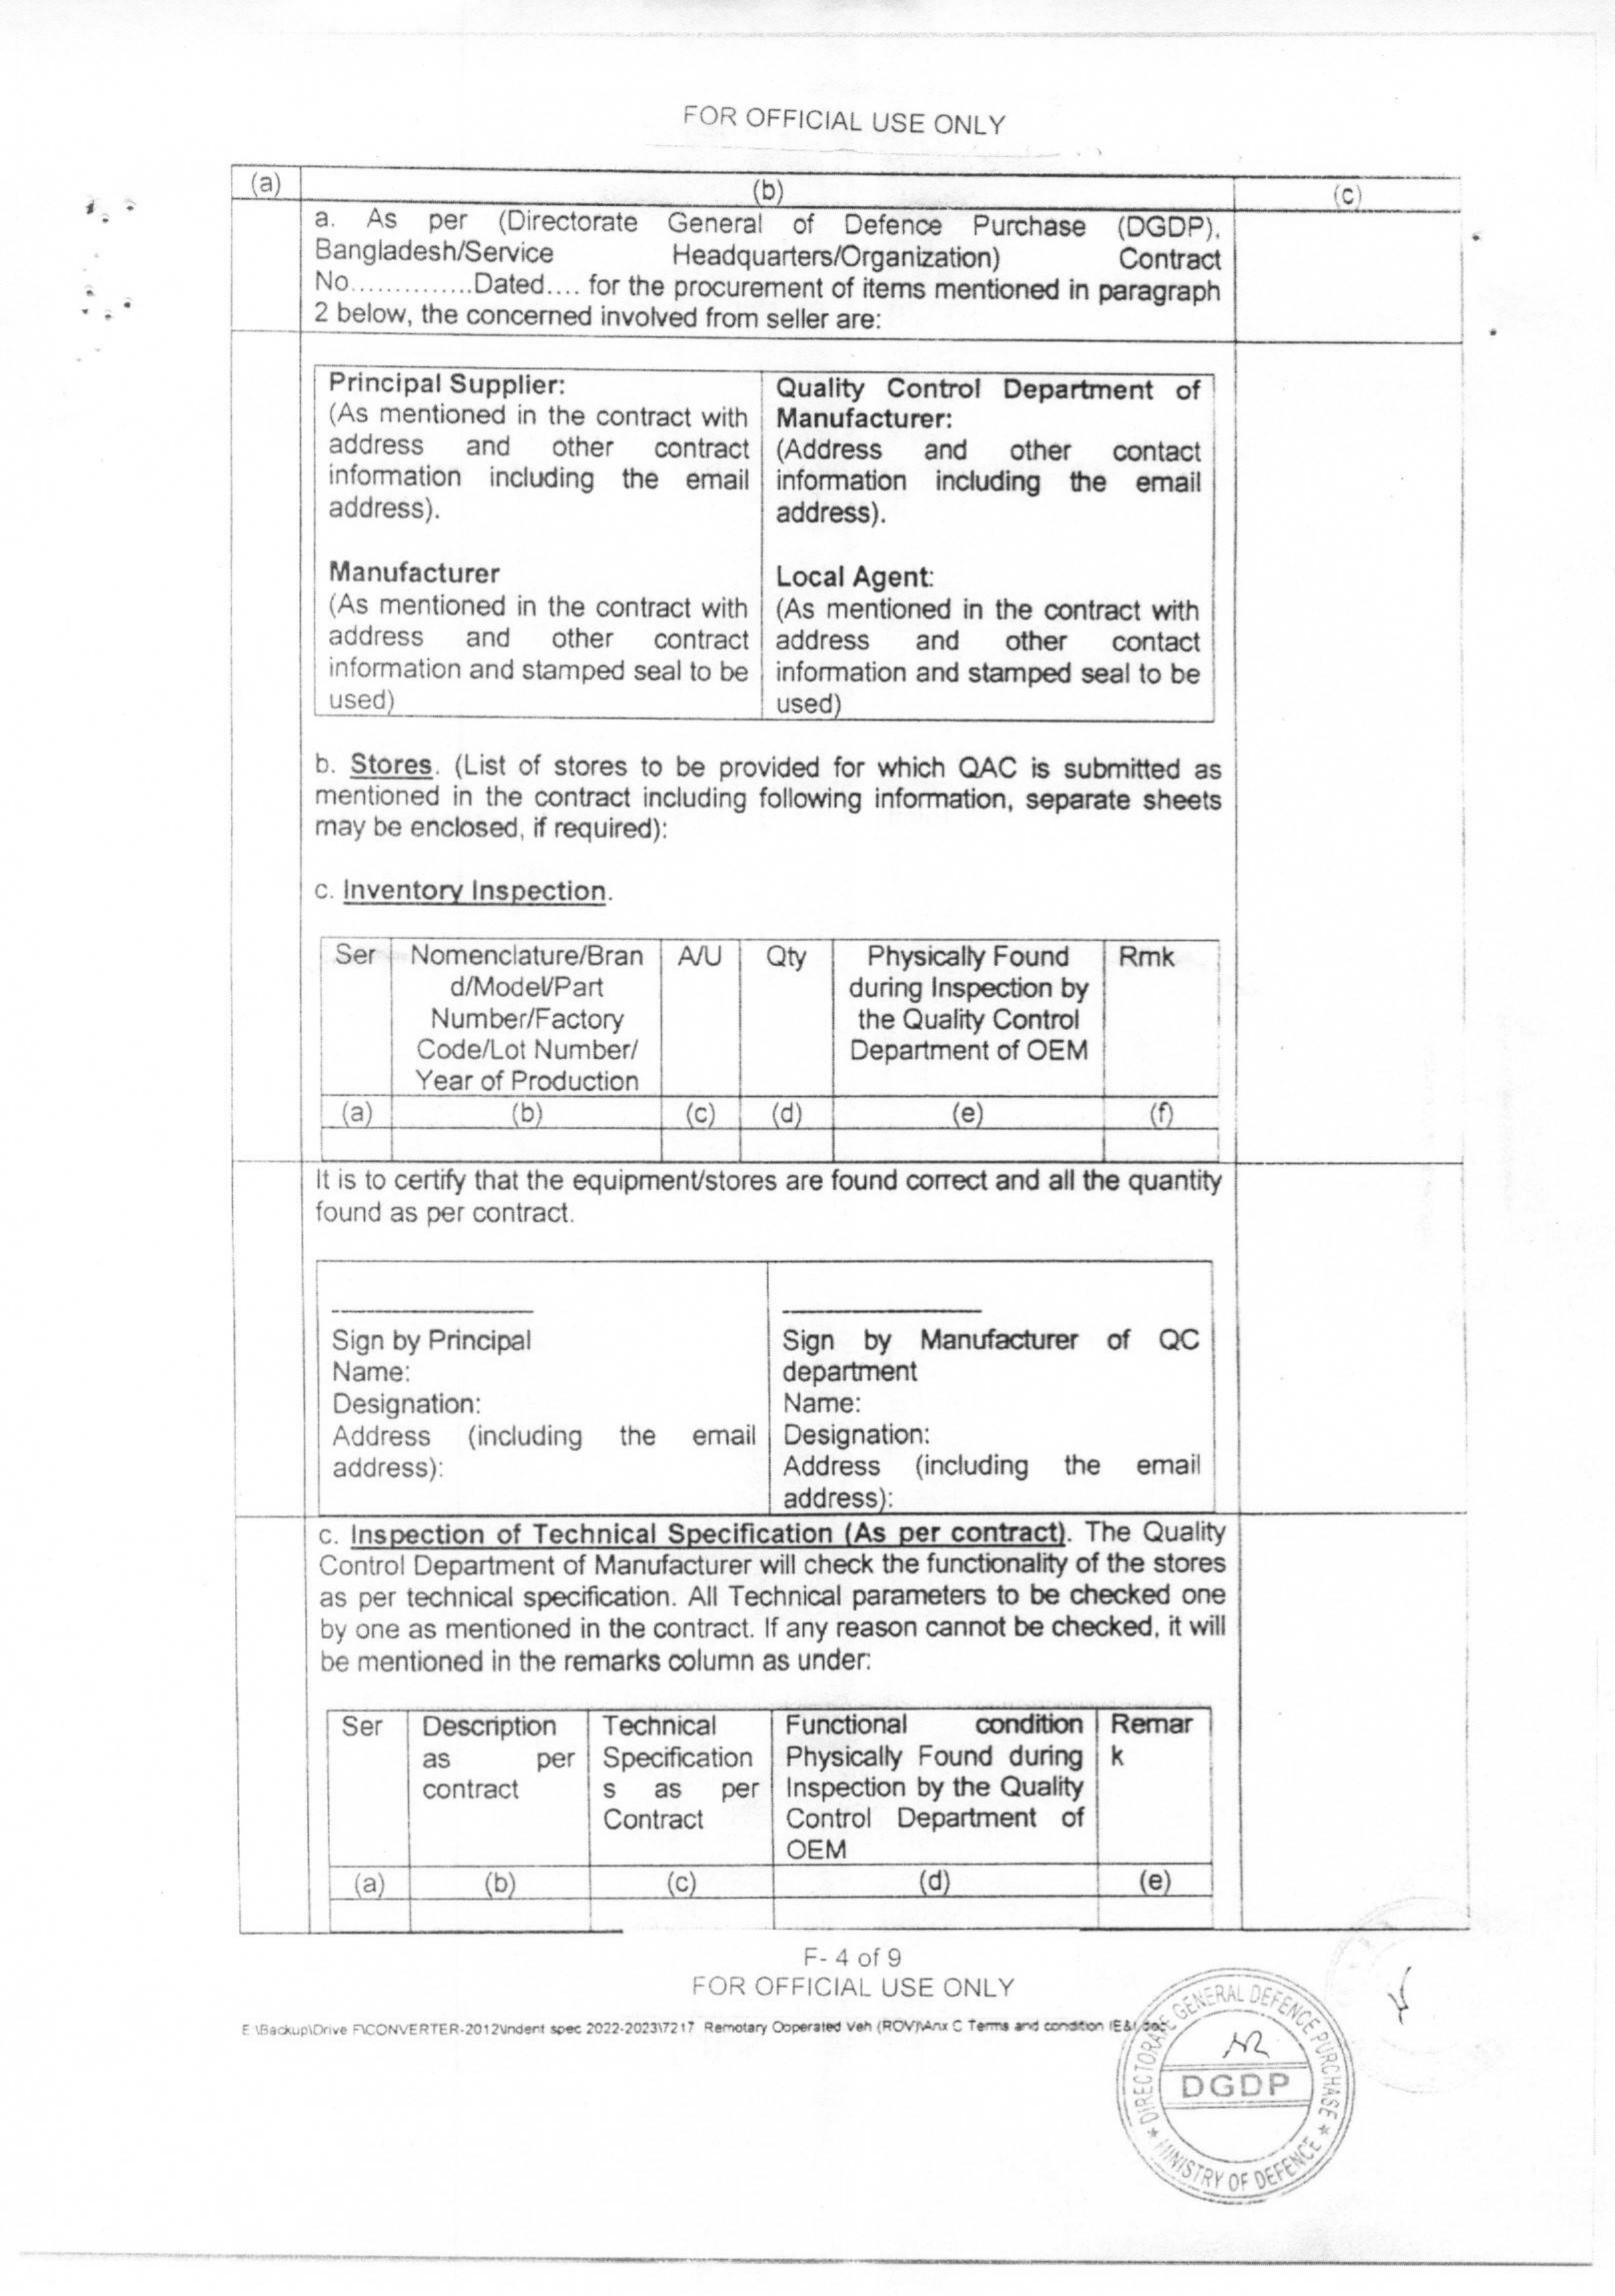 FOR OFFICIAL USE ONLY
(a)
(b)
(c)
a. As per (Directorate General of Defence Purchase (DGDP),
Bangladesh/Service Headquarters/Organization) Contract
No.............Dated.... for the procurement of items mentioned in paragraph
2 below, the concerned involved from seller are:
Principal Supplier:
(As mentioned in the contract with
address and other contract
information including the email
address).
Manufacturer
(As mentioned in the contract with
address and other contract
information and stamped seal to be
used)
Quality Control Department of
Manufacturer:
(Address and other contact
information including the email
address).
Local Agent:
(As mentioned in the contract with
address and other contact
information and stamped seal to be
used)
b. Stores. (List of stores to be provided for which QAC is submitted as
mentioned in the contract including following information, separate sheets
may be enclosed, if required):
c. Inventory Inspection.
Ser
Nomenclature/Bran
d/Model/Part
Number/Factory
Code/Lot Number/
Year of Production
A/U
Qty
Physically Found
during Inspection by
the Quality Control
Department of OEM
Rmk
(a)
(b)
(c)
(d)
(e)
(f)
It is to certify that the equipment/stores are found correct and all the quantity
found as per contract.
Sign by Principal
Name:
Designation:
Address (including the email
address):
Sign by Manufacturer of QC
department
Name:
Designation:
Address (including the email
address):
c. Inspection of Technical Specification (As per contract). The Quality
Control Department of Manufacturer will check the functionality of the stores
as per technical specification. All Technical parameters to be checked one
by one as mentioned in the contract. If any reason cannot be checked, it will
be mentioned in the remarks column as under:
Ser
Description
as per
contract
Technical
Specification
s as per
Contract
Functional condition
Physically Found during
Inspection by the Quality
Control Department of
OEM
Remar
k
(a)
(b)
(c)
(d)
(e)
F- 4 of 9
FOR OFFICIAL USE ONLY
E:\Backup\Drive F\CONVERTER-2012\Indent spec 2022-2023\7217 Remotary Ooperated Veh (ROV)\Anx C Terms and condition IE&I.doc
DIRECTORATE GENERAL DEFENCE PURCHASE
DGDP
MINISTRY OF DEFENCE